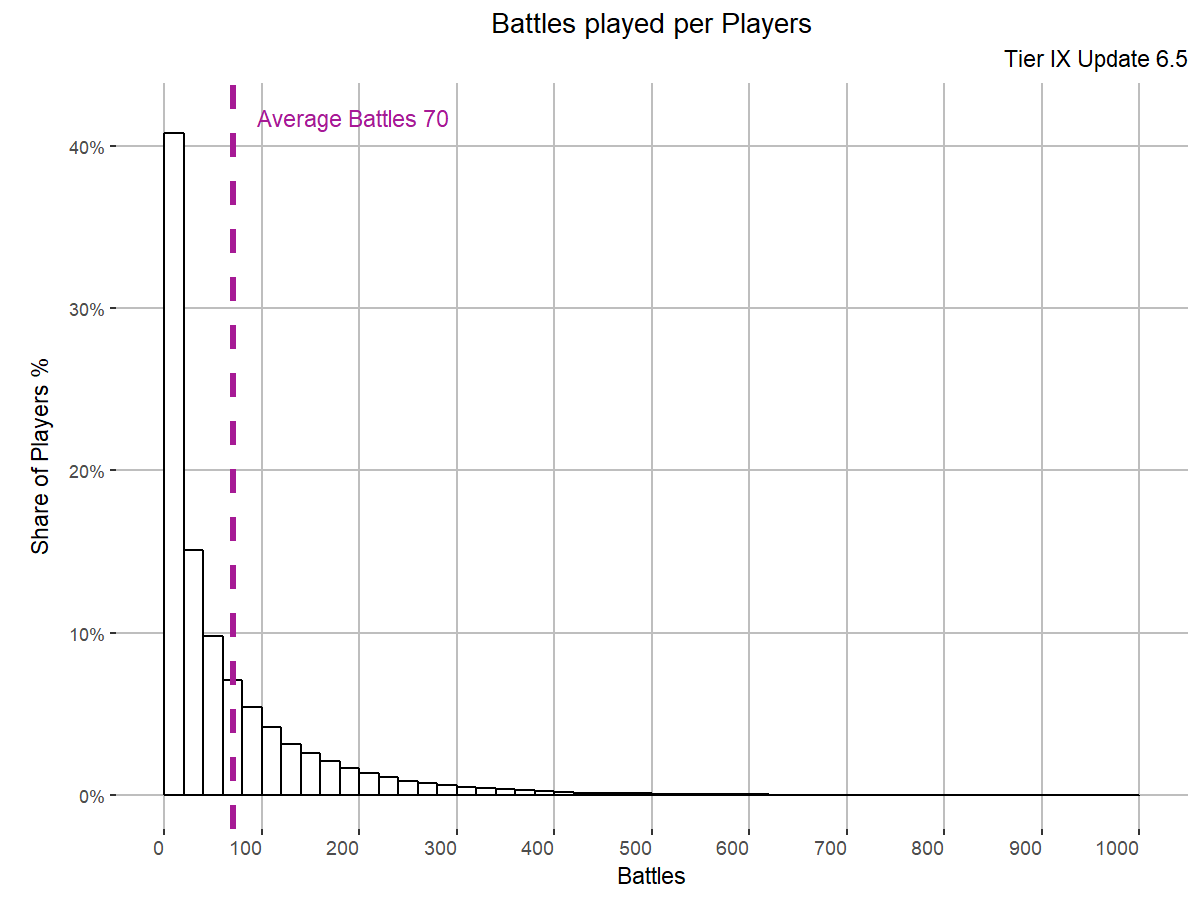 Battles played per Players
Tier IX Update 6.5
Average Battles 70
40%
30%
20%
10%
0%
Share of Players %
0 100 200 300 400 500 600 700 800 900 1000
Battles